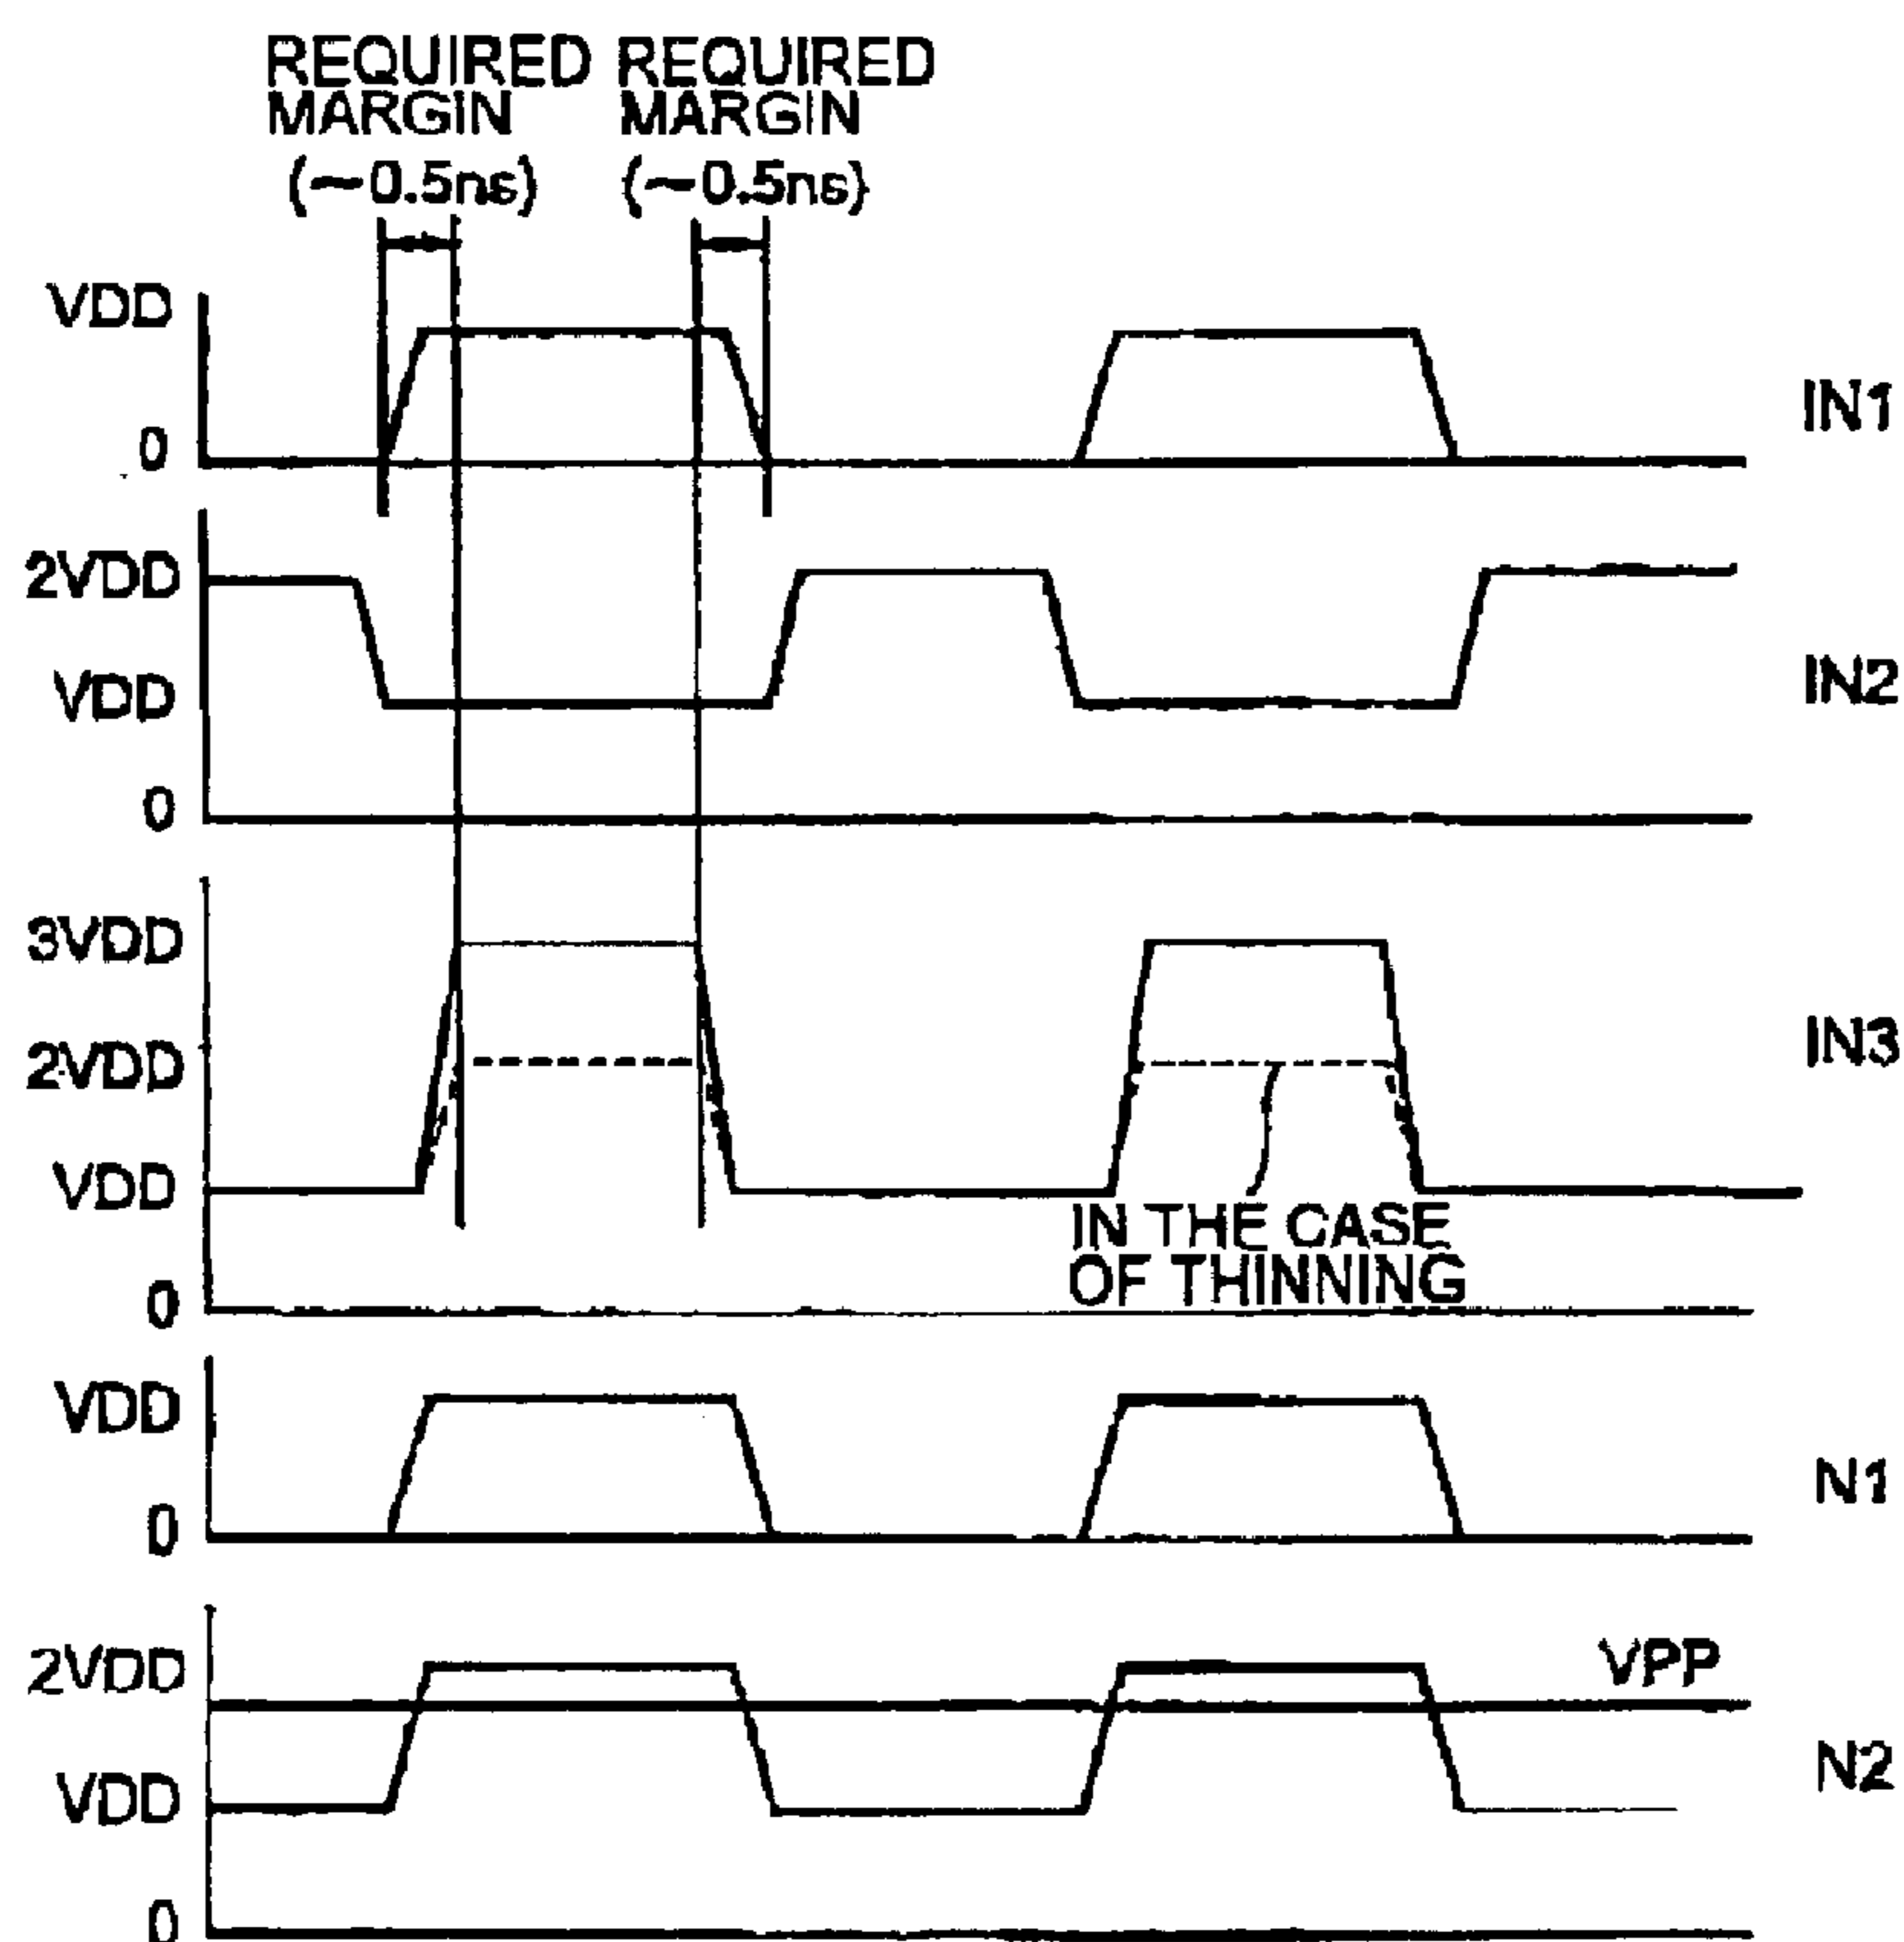 REQUIRED REQUIRED
MARGIN MARGIN
(~0.5ns) (~0.5ns)
VDD
0
IN1
2VDD
VDD
0
IN2
3VDD
2VDD
VDD
0
IN3
IN THE CASE
OF THINNING
VDD
0
N1
2VDD
VPP
VDD
N2
0